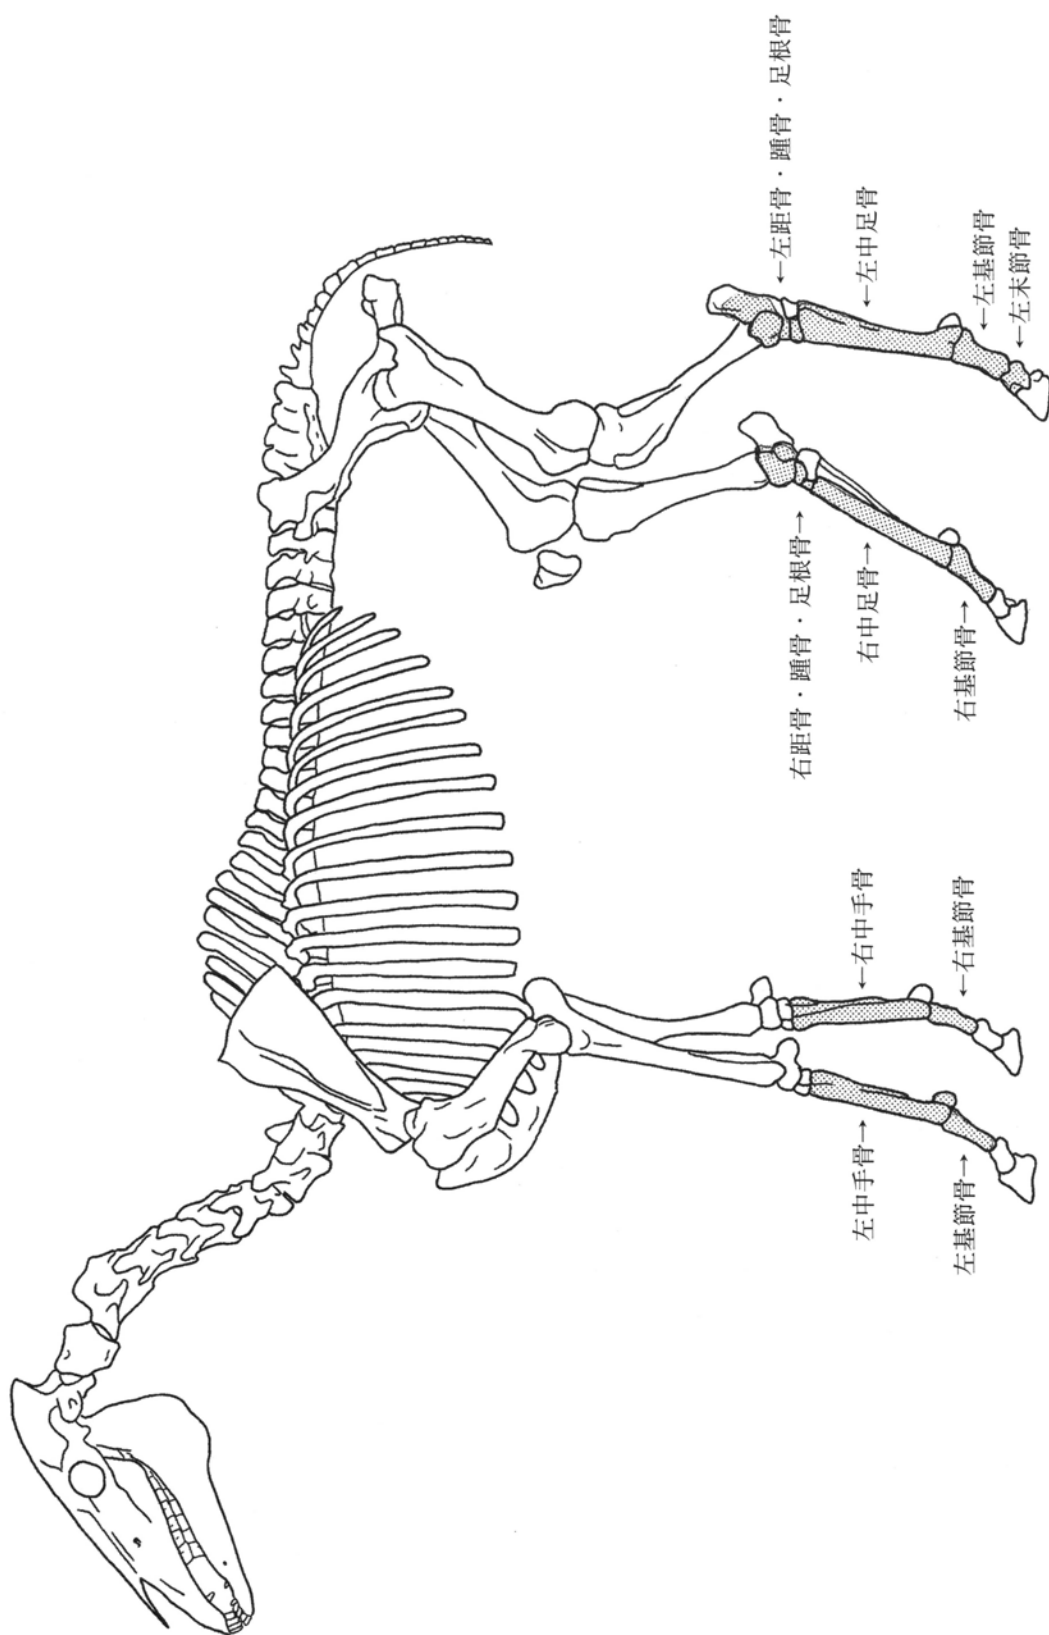 ←左距骨・踵骨・足根骨
←左中足骨
←左基節骨
←左末節骨
右距骨・踵骨・足根骨→
右中足骨→
右基節骨→
←右中手骨
←右基節骨
左中手骨→
左基節骨→